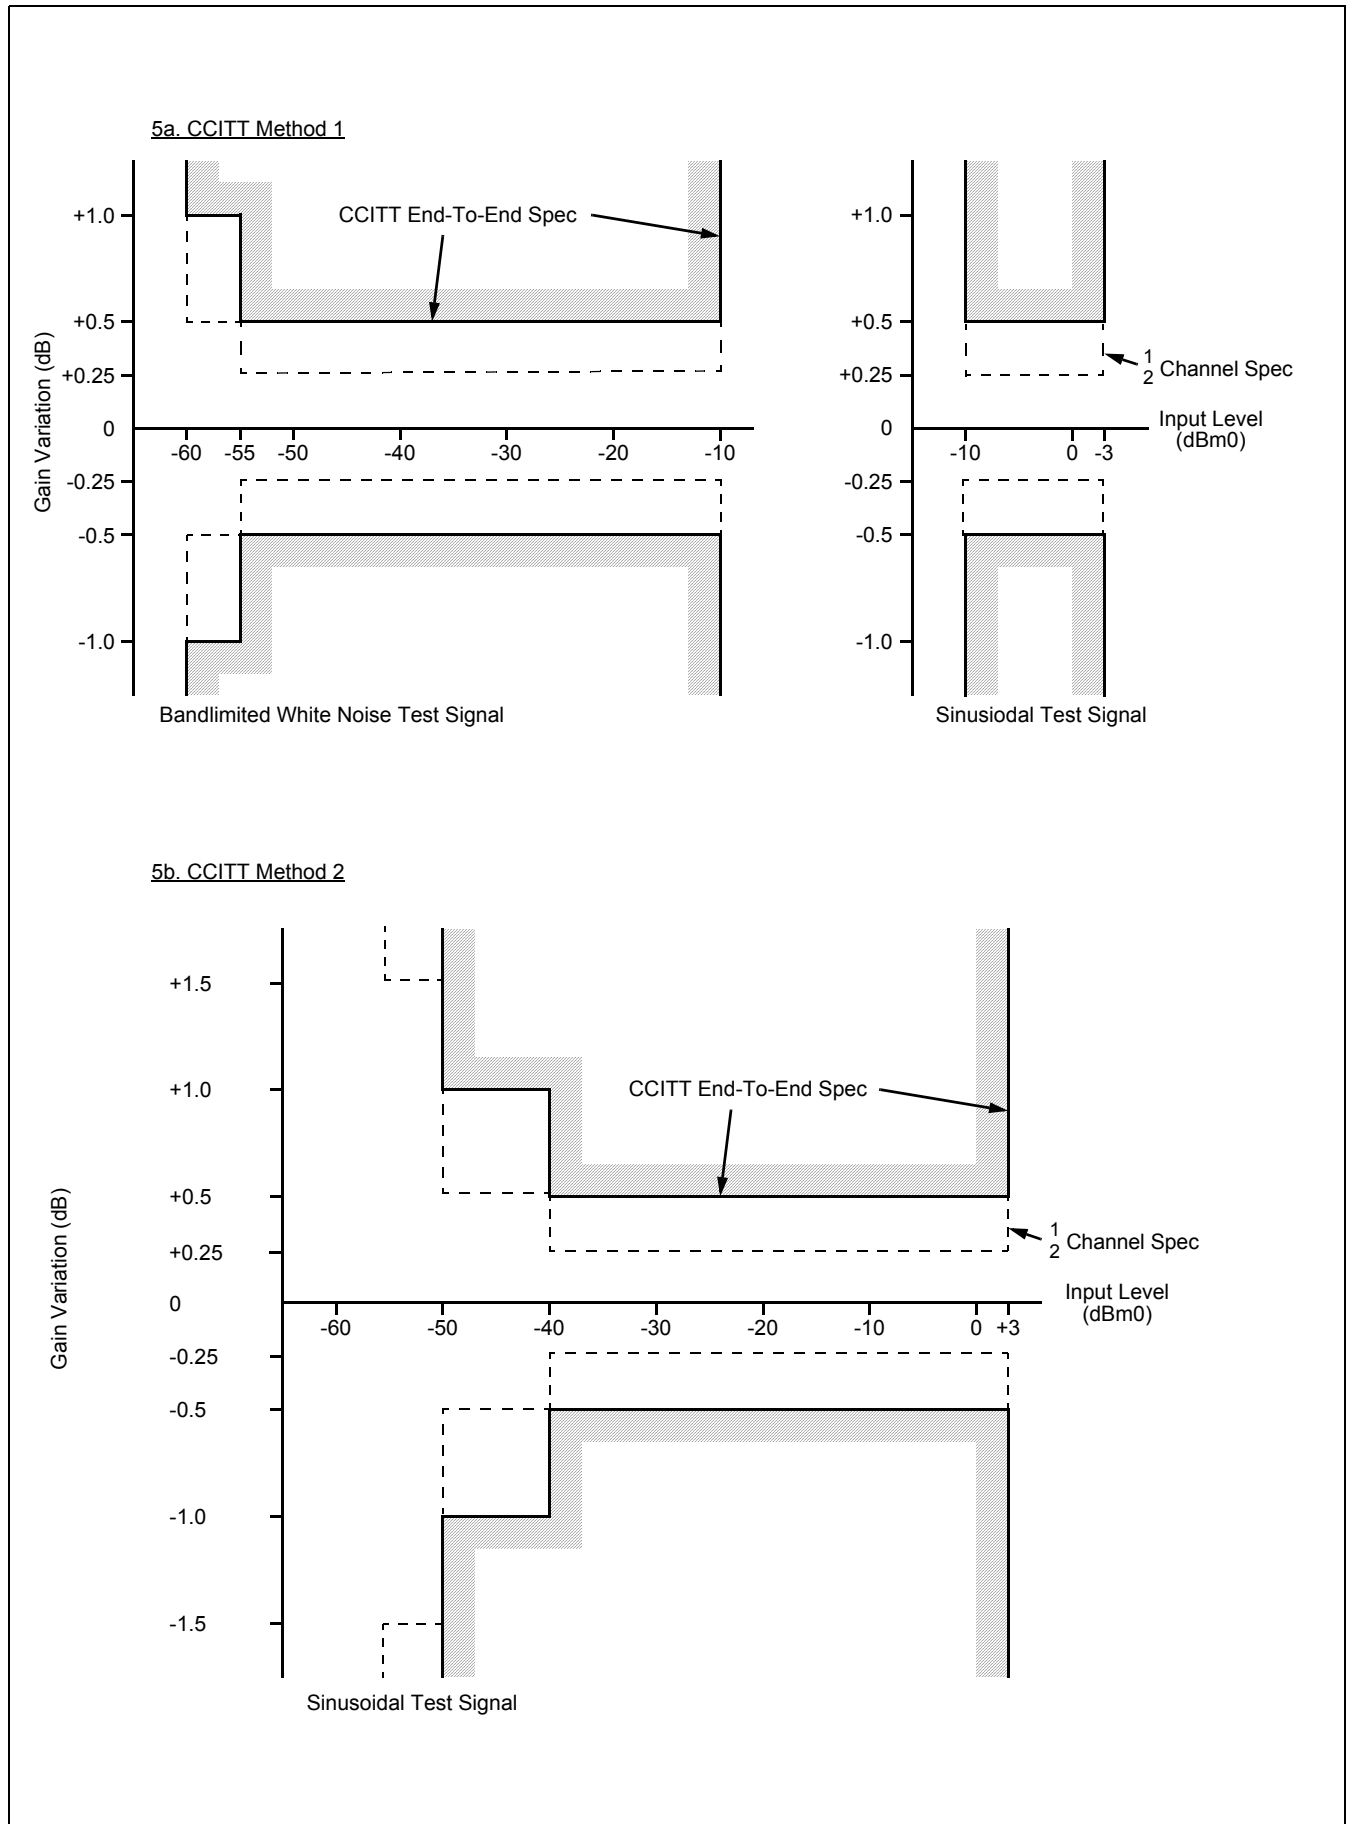 5a. CCITT Method 1
+1.0
+0.5
+0.25
0
-0.25
-0.5
-1.0
Gain Variation (dB)
CCITT End-To-End Spec
-60 -55 -50 -40 -30 -20 -10
Bandlimited White Noise Test Signal
+1.0
+0.5
+0.25
0
-0.25
-0.5
-1.0
1
2 Channel Spec
Input Level
(dBm0)
-10 0 -3
Sinusiodal Test Signal
5b. CCITT Method 2
+1.5
+1.0
+0.5
+0.25
0
-0.25
-0.5
-1.0
-1.5
Gain Variation (dB)
CCITT End-To-End Spec
1
2 Channel Spec
Input Level
(dBm0)
-60 -50 -40 -30 -20 -10 0 +3
Sinusoidal Test Signal